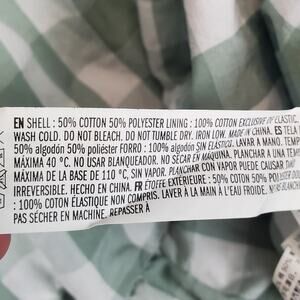 EN SHELL : 50% COTTON 50% POLYESTER LINING : 100% COTTON EXCLUSIVE OF ELASTIC.
WASH COLD. DO NOT BLEACH. DO NOT TUMBLE DRY. IRON LOW. MADE IN CHINA. ES TELA
50% algodón 50% poliéster FORRO : 100% algodón SIN ELÁSTICO. LAVAR A MANO. TEMP
MÁXIMA 40 °C. NO USAR BLANQUEADOR. NO SECAR EN MÁQUINA. PLANCHAR A UNA TEMP
MÁXIMA DE LA BASE DE 110 °C, SIN VAPOR. PLANCHAR CON VAPOR PUEDE CAUSAR
IRREVERSIBLE. HECHO EN CHINA. FR ÉTOFFE EXTÉRIEURE : 50% COTON 50% POLYESTER
: 100% COTON ÉLASTIQUE NON COMPRIS. LAVER À LA MAIN À L'EAU FROIDE.
PAS SÉCHER EN MACHINE. REPASSER À